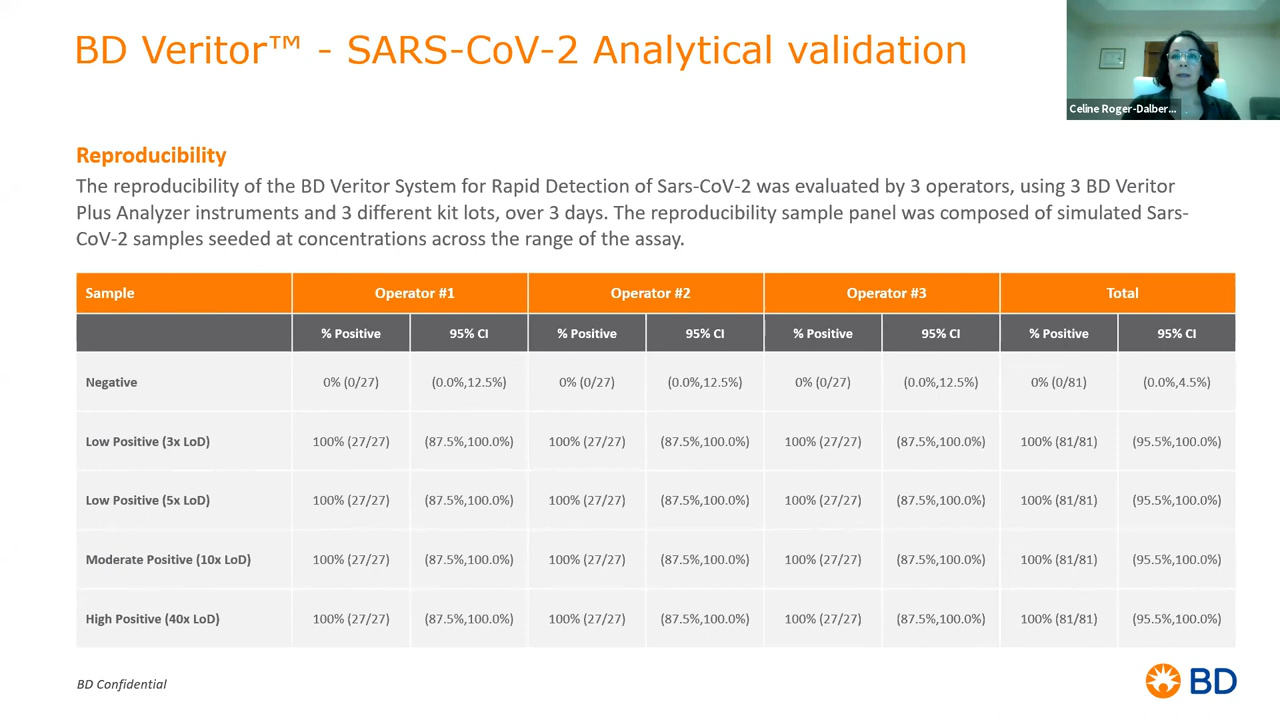 BD Veritor™ - SARS-CoV-2 Analytical validation
Celine Roger-Dalber...
Reproducibility
The reproducibility of the BD Veritor System for Rapid Detection of Sars-CoV-2 was evaluated by 3 operators, using 3 BD Veritor
Plus Analyzer instruments and 3 different kit lots, over 3 days. The reproducibility sample panel was composed of simulated Sars-
CoV-2 samples seeded at concentrations across the range of the assay.
Sample Operator #1 Operator #2 Operator #3 Total
% Positive 95% CI % Positive 95% CI % Positive 95% CI % Positive 95% CI
Negative 0% (0/27) (0.0%,12.5%) 0% (0/27) (0.0%,12.5%) 0% (0/27) (0.0%,12.5%) 0% (0/81) (0.0%,4.5%)
Low Positive (3x LoD) 100% (27/27) (87.5%,100.0%) 100% (27/27) (87.5%,100.0%) 100% (27/27) (87.5%,100.0%) 100% (81/81) (95.5%,100.0%)
Low Positive (5x LoD) 100% (27/27) (87.5%,100.0%) 100% (27/27) (87.5%,100.0%) 100% (27/27) (87.5%,100.0%) 100% (81/81) (95.5%,100.0%)
Moderate Positive (10x LoD) 100% (27/27) (87.5%,100.0%) 100% (27/27) (87.5%,100.0%) 100% (27/27) (87.5%,100.0%) 100% (81/81) (95.5%,100.0%)
High Positive (40x LoD) 100% (27/27) (87.5%,100.0%) 100% (27/27) (87.5%,100.0%) 100% (27/27) (87.5%,100.0%) 100% (81/81) (95.5%,100.0%)
BD Confidential
BD